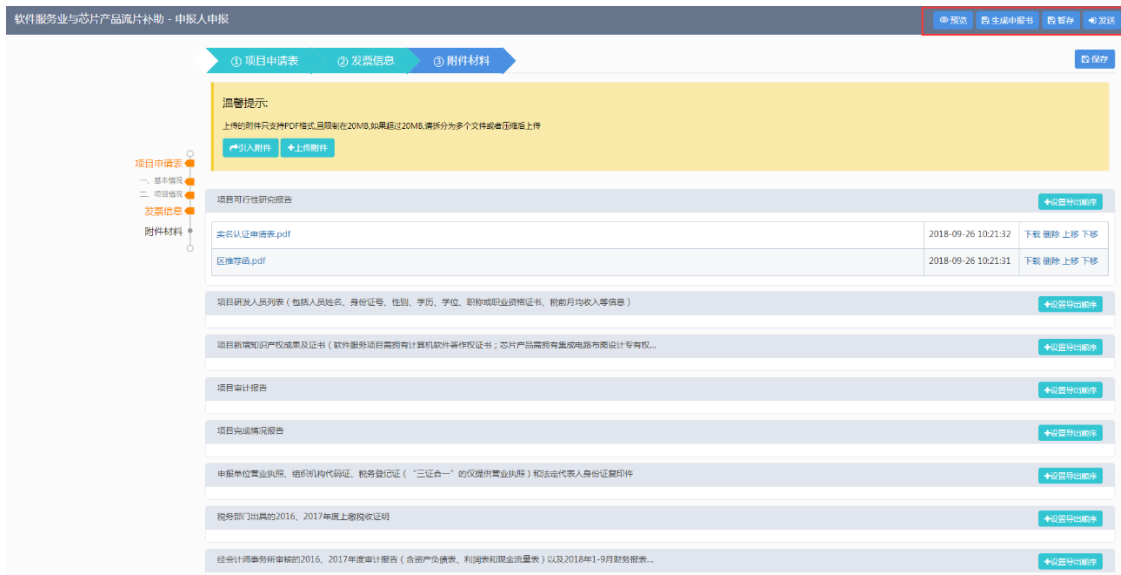 软件服务业与芯片产品流片补助 - 申报人申报
预览 生成申报书 暂存 发送
① 项目申请表 ② 发票信息 ③ 附件材料 保存
温馨提示:
上传的附件只支持PDF格式,且限制在20MB,如果超过20MB,请拆分为多个文件或者压缩后上传
引入附件 上传附件
项目申请表
一、基本情况
二、项目情况
发票信息
附件材料
项目可行性研究报告 设置导出顺序
实名认证申请表.pdf 2018-09-26 10:21:32 下载 删除 上移 下移
区推荐函.pdf 2018-09-26 10:21:31 下载 删除 上移 下移
项目研发人员列表（包括人员姓名、身份证号、性别、学历、学位、职称或职业资格证书、税前月均收入等信息） 设置导出顺序
项目新增知识产权成果及证书（软件服务项目需拥有计算机软件著作权证书；芯片产品需拥有集成电路布图设计专有权... 设置导出顺序
项目审计报告 设置导出顺序
项目完成情况报告 设置导出顺序
申报单位营业执照、组织机构代码证、税务登记证（“三证合一”的仅提供营业执照）和法定代表人身份证复印件 设置导出顺序
税务部门出具的2016、2017年度上缴税收证明 设置导出顺序
经会计师事务所审核的2016、2017年度审计报告（含资产负债表、利润表和现金流量表）以及2018年1-9月财务报表... 设置导出顺序